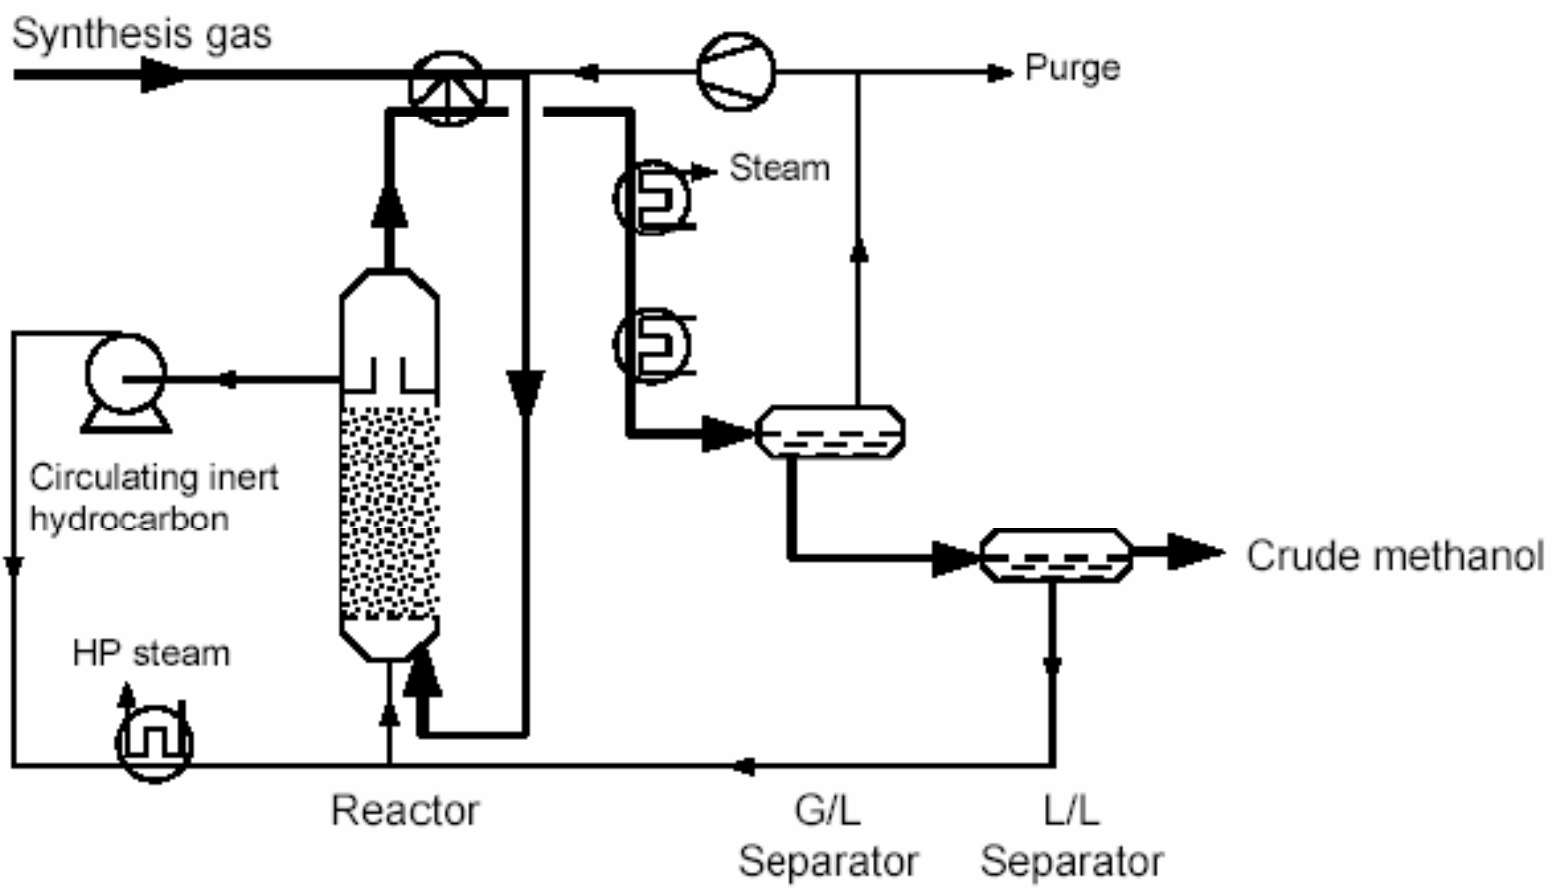 Synthesis gas
Purge
Steam
Circulating inert
hydrocarbon
Crude methanol
HP steam
Reactor
G/L
Separator
L/L
Separator